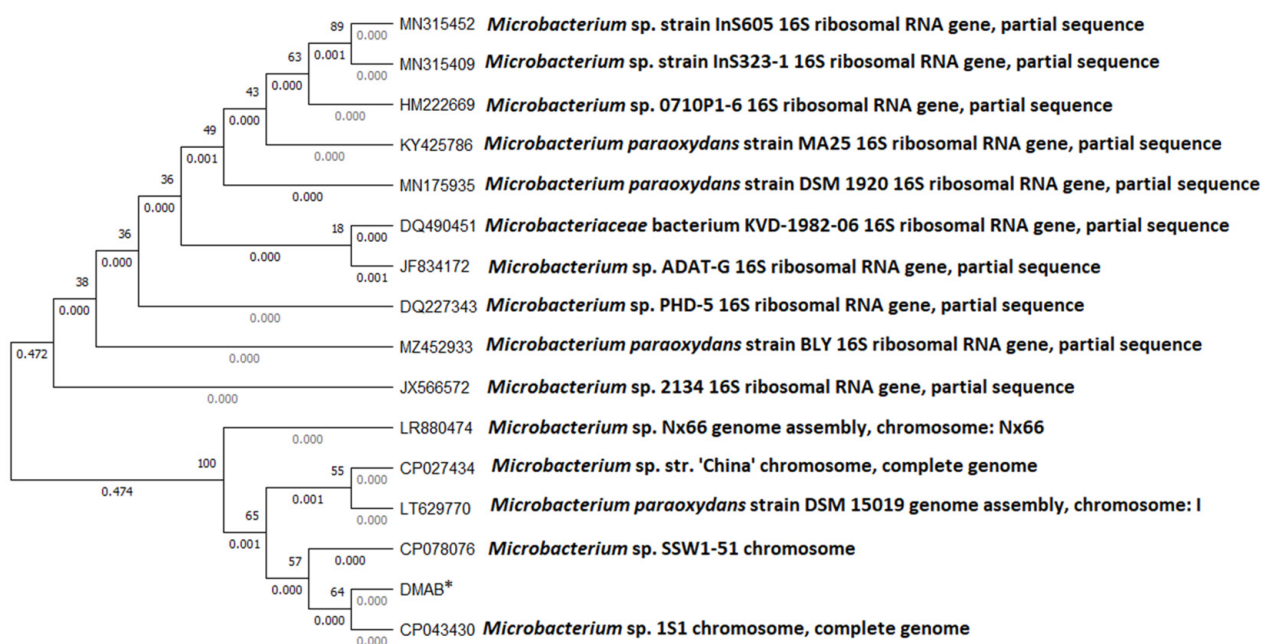 MN315452 Microbacterium sp. strain InS605 16S ribosomal RNA gene, partial sequence
89
0.000
0.001
MN315409 Microbacterium sp. strain InS323-1 16S ribosomal RNA gene, partial sequence
63
0.000
0.000
HM222669 Microbacterium sp. 0710P1-6 16S ribosomal RNA gene, partial sequence
43
0.000
0.000
KY425786 Microbacterium paraoxydans strain MA25 16S ribosomal RNA gene, partial sequence
49
0.001
0.000
MN175935 Microbacterium paraoxydans strain DSM 1920 16S ribosomal RNA gene, partial sequence
36
0.000
0.000
DQ490451 Microbacteriaceae bacterium KVD-1982-06 16S ribosomal RNA gene, partial sequence
18
0.000
36
0.000
0.000
JF834172 Microbacterium sp. ADAT-G 16S ribosomal RNA gene, partial sequence
0.001
38
0.000
DQ227343 Microbacterium sp. PHD-5 16S ribosomal RNA gene, partial sequence
0.000
MZ452933 Microbacterium paraoxydans strain BLY 16S ribosomal RNA gene, partial sequence
0.472
0.000
JX566572 Microbacterium sp. 2134 16S ribosomal RNA gene, partial sequence
0.000
LR880474 Microbacterium sp. Nx66 genome assembly, chromosome: Nx66
0.000
100
0.474
CP027434 Microbacterium sp. str. 'China' chromosome, complete genome
55
0.000
0.001
LT629770 Microbacterium paraoxydans strain DSM 15019 genome assembly, chromosome: I
65
0.000
0.001
CP078076 Microbacterium sp. SSW1-51 chromosome
57
0.000
0.000
DMAB*
64
0.000
0.000
CP043430 Microbacterium sp. 1S1 chromosome, complete genome
0.000